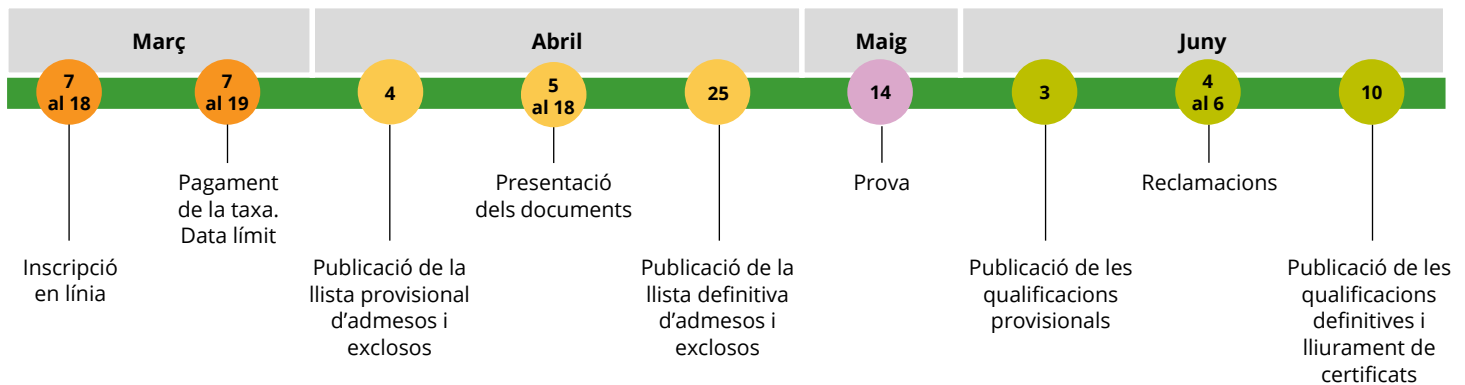 Març
Abril
Maig
Juny
7
al 18
7
al 19
4
5
al 18
25
14
3
4
al 6
10
Inscripció
en línia
Pagament
de la taxa.
Data límit
Publicació de la
llista provisional
d’admesos i
exclosos
Presentació
dels documents
Publicació de la
llista definitiva
d’admesos i
exclosos
Prova
Publicació de les
qualificacions
provisionals
Reclamacions
Publicació de les
qualificacions
definitives i
lliurament de
certificats